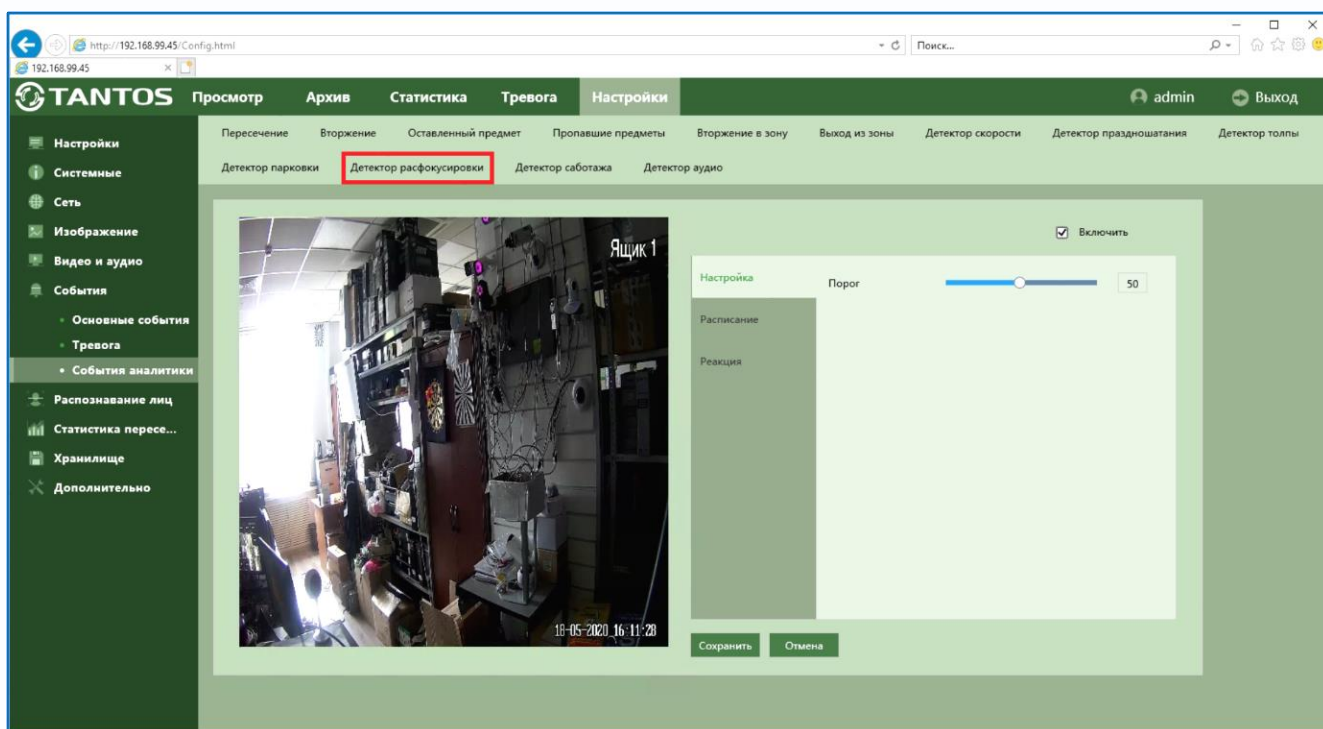 http://192.168.99.45/Config.html
Поиск...
192.168.99.45
TANTOS Просмотр Архив Статистика Тревога Настройки admin Выход
Пересечение Вторжение Оставленный предмет Пропавшие предметы Вторжение в зону Выход из зоны Детектор скорости Детектор праздношатания Детектор толпы
Детектор парковки Детектор расфокусировки Детектор саботажа Детектор аудио
Настройки
Системные
Сеть
Изображение
Видео и аудио
События
Основные события
Тревога
События аналитики
Распознавание лиц
Статистика пересе...
Хранилище
Дополнительно
Ящик 1
18-05-2020 16:11:28
Включить
Настройка
Расписание
Реакция
Порог 50
Сохранить Отмена